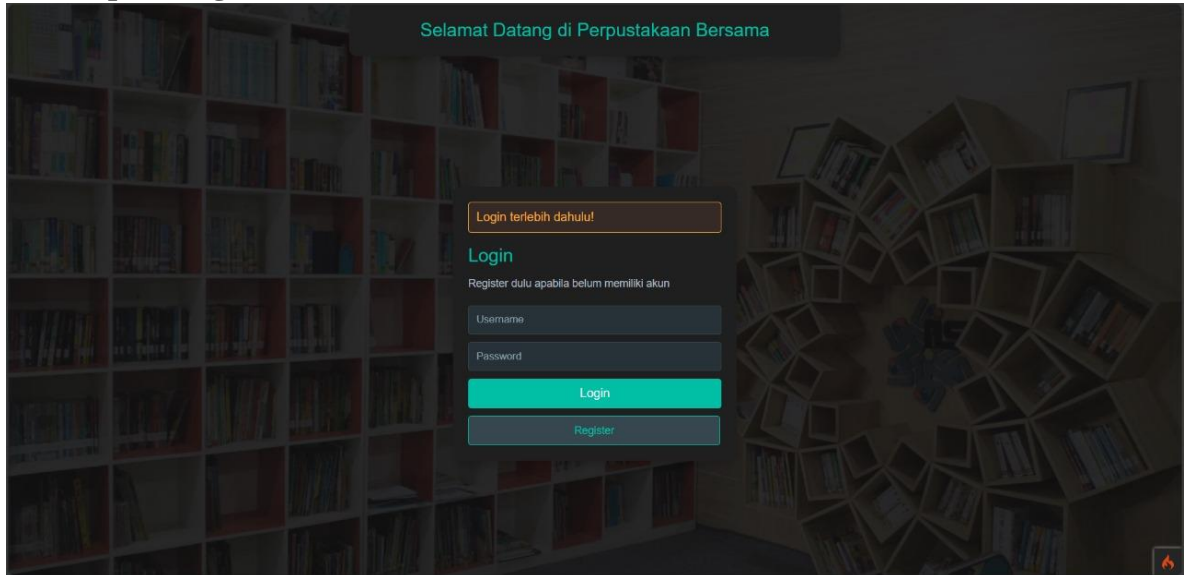 Selamat Datang di Perpustakaan Bersama
Login terlebih dahulu!
Login
Register dulu apabila belum memiliki akun
Username
Password
Login
Register